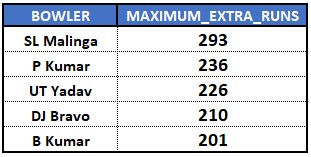 BOWLER MAXIMUM_EXTRA_RUNS
SL Malinga 293
P Kumar 236
UT Yadav 226
DJ Bravo 210
B Kumar 201